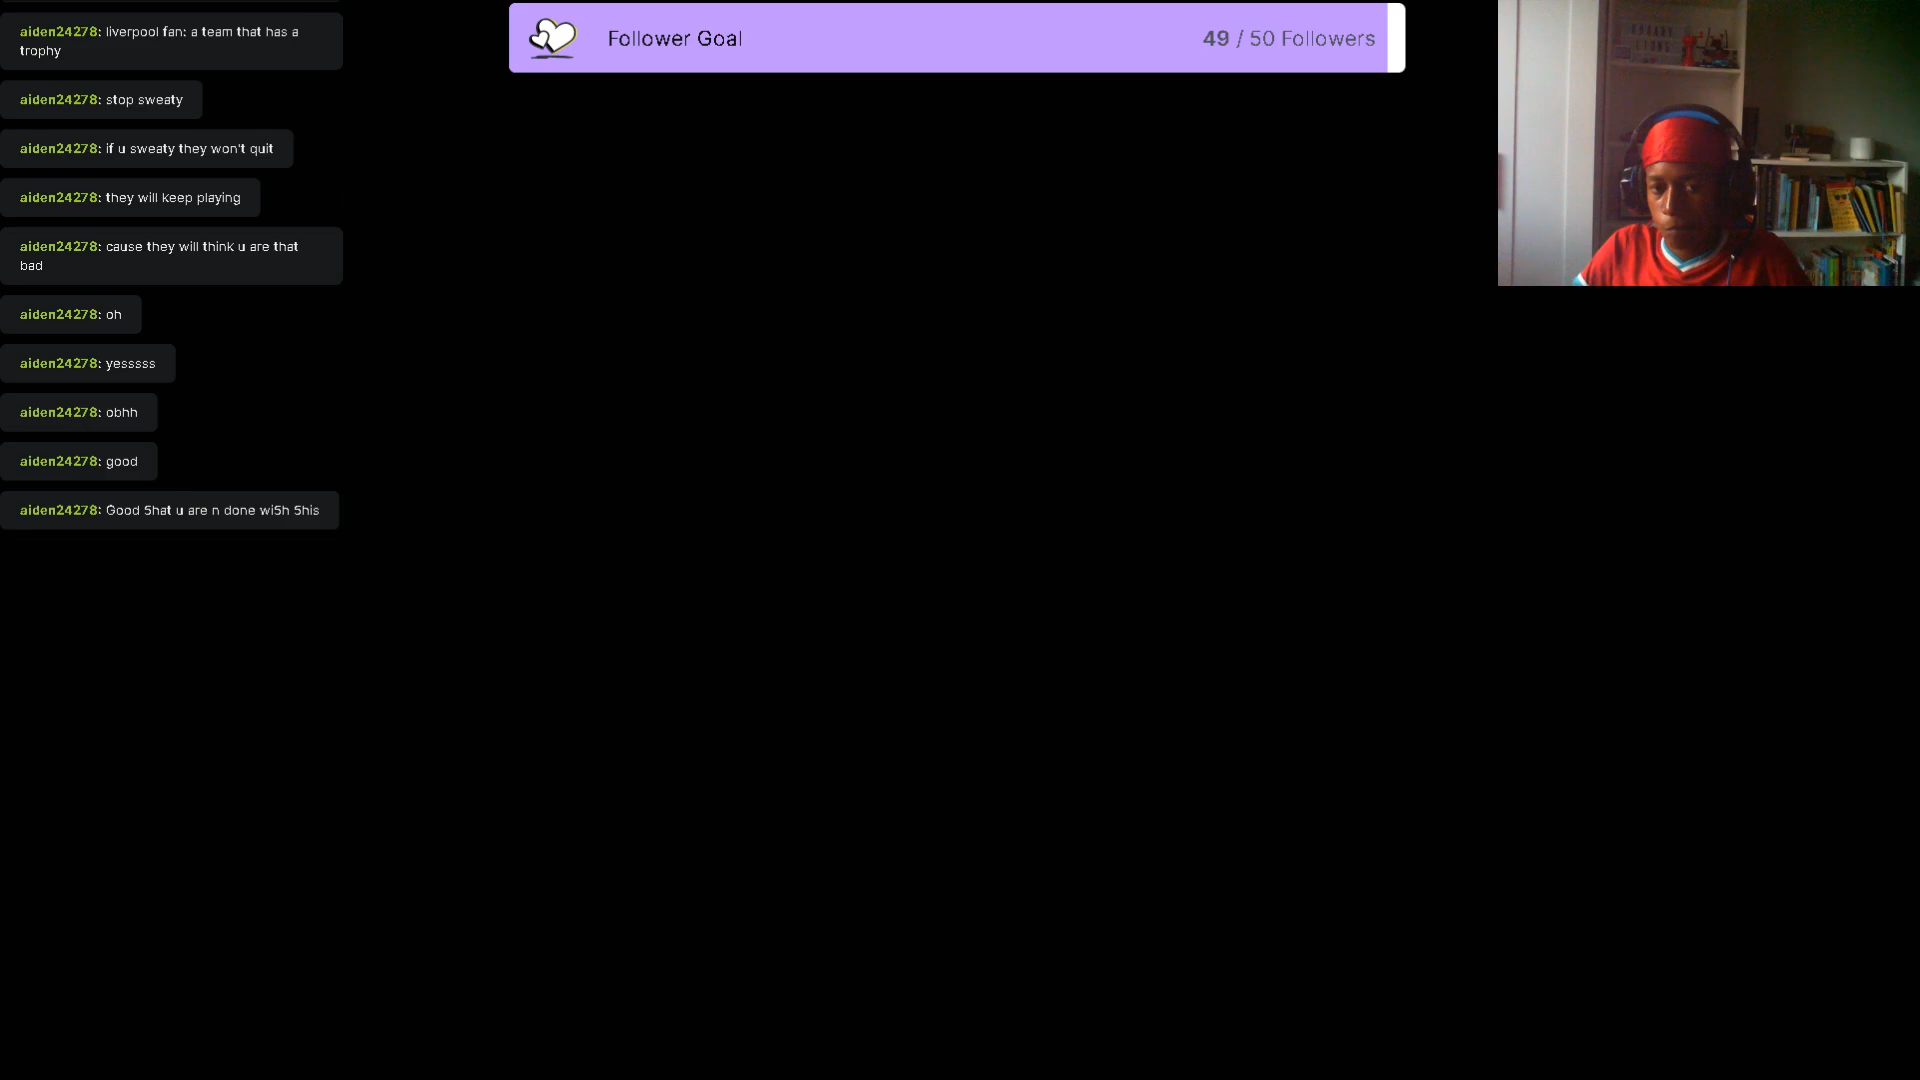 aiden24278: liverpool fan: a team that has a
trophy
aiden24278: stop sweaty
aiden24278: if u sweaty they won't quit
aiden24278: they will keep playing
aiden24278: cause they will think u are that
bad
aiden24278: oh
aiden24278: yesssss
aiden24278: obhh
aiden24278: good
aiden24278: Good 5hat u are n done wi5h 5his
Follower Goal
49 / 50 Followers